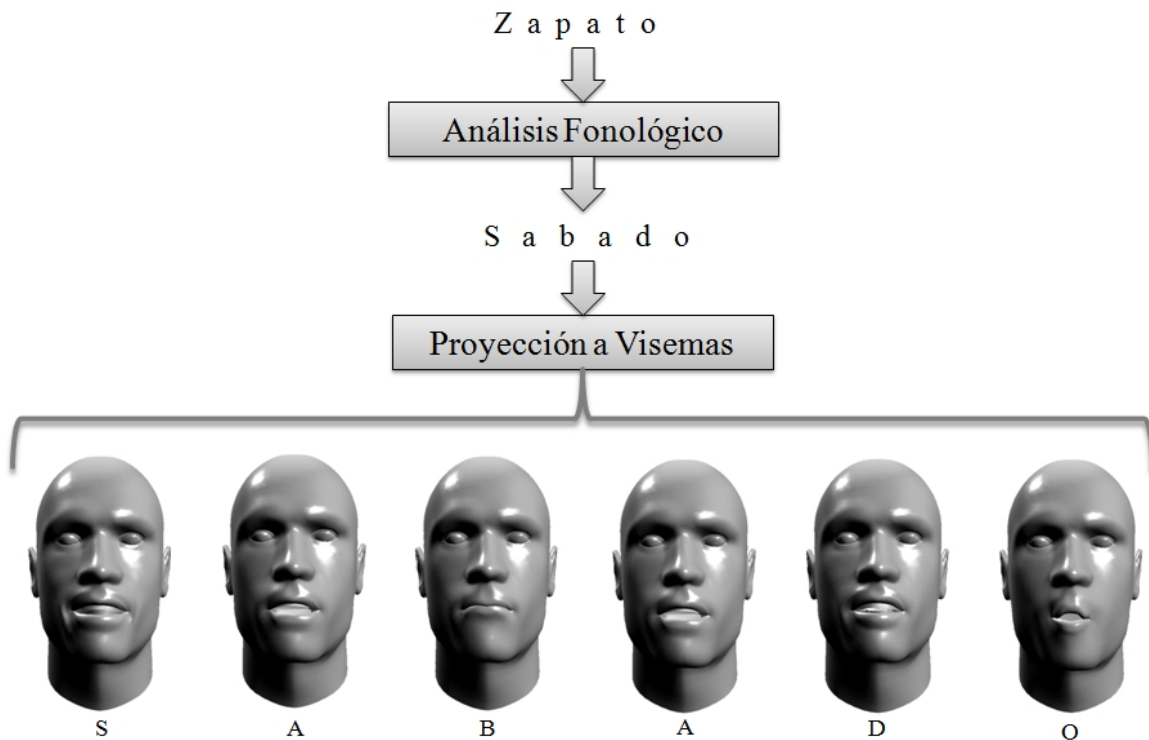 Z a p a t o
Análisis Fonológico
S a b a d o
Proyección a Visemas
S A B A D O